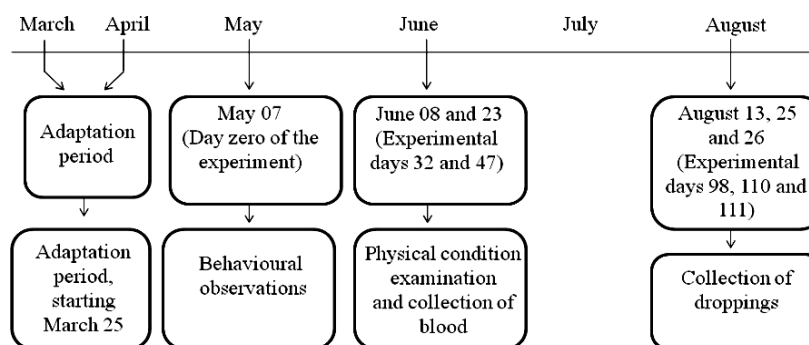 March April May June July August
Adaptation
period
May 07
(Day zero of the
experiment)
June 08 and 23
(Experimental
days 32 and 47)
August 13, 25
and 26
(Experimental
days 98, 110 and
111)
Adaptation
period,
starting
March 25
Behavioural
observations
Physical condition
examination
and collection of
blood
Collection of
droppings